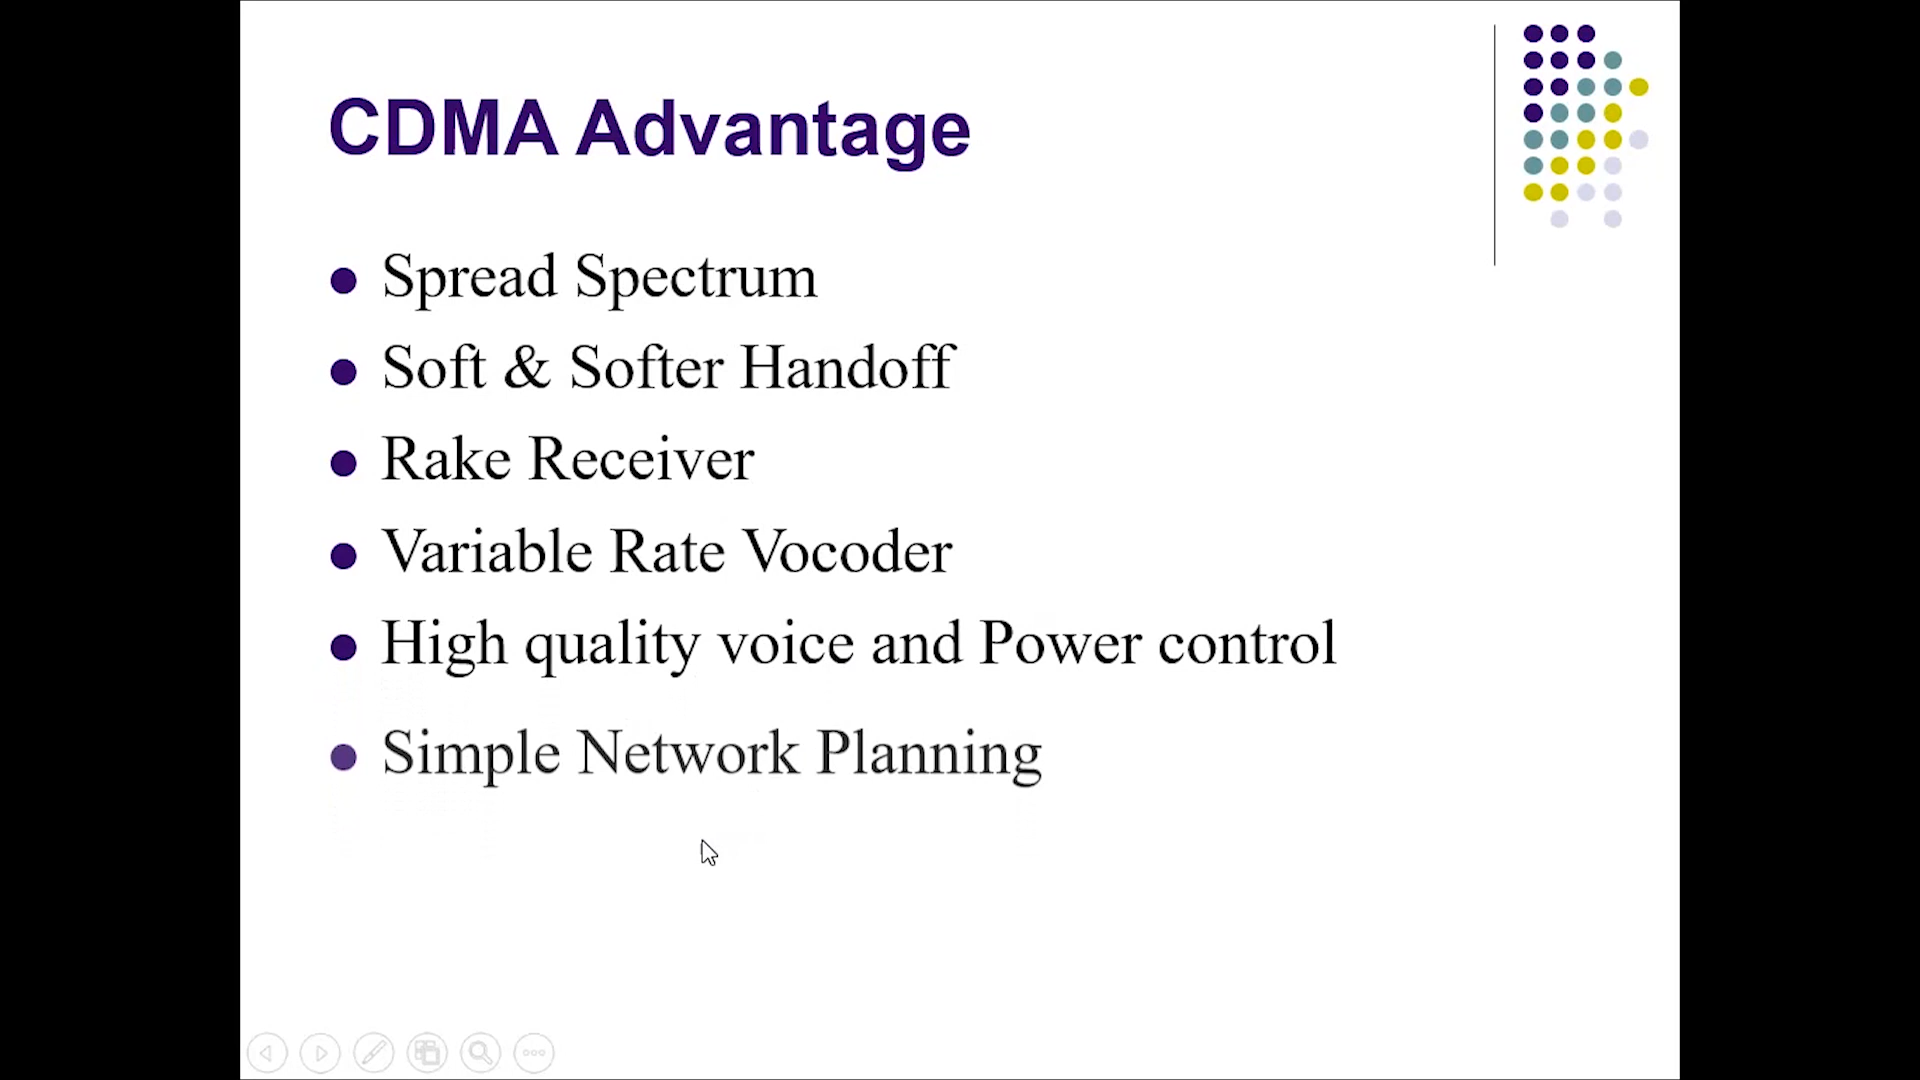 CDMA Advantage
Spread Spectrum
Soft & Softer Handoff
Rake Receiver
Variable Rate Vocoder
High quality voice and Power control
Simple Network Planning